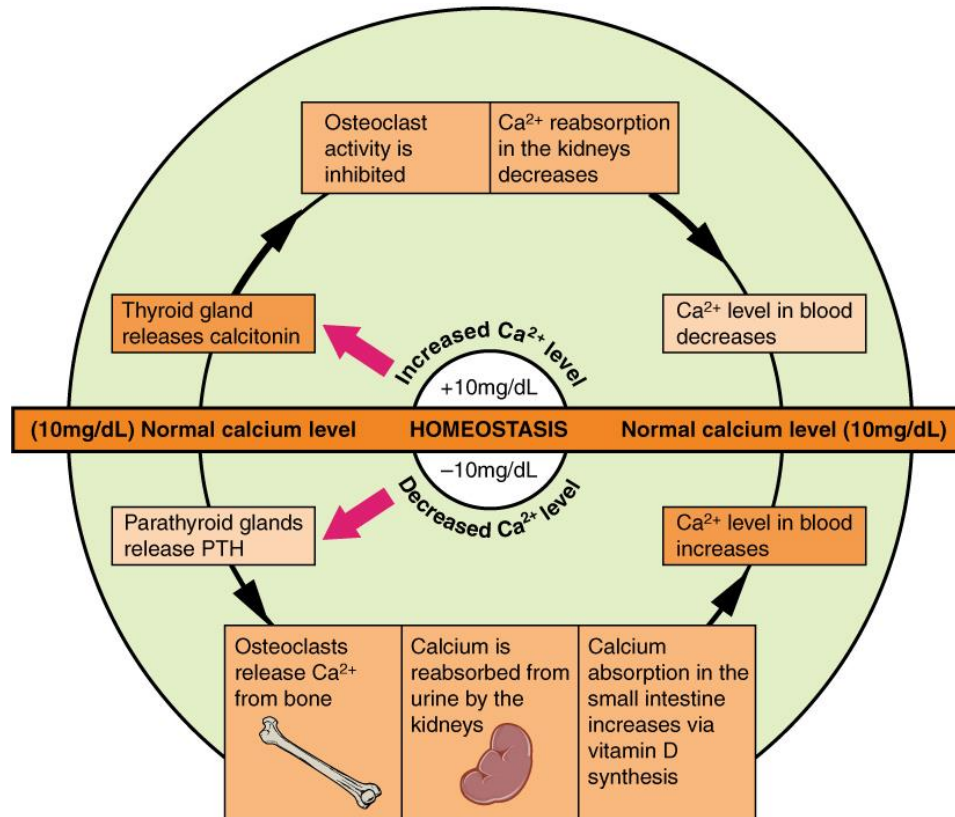 Osteoclast
activity is
inhibited
Ca²⁺ reabsorption
in the kidneys
decreases
Thyroid gland
releases calcitonin
Increased Ca²⁺ level
+10mg/dL
Ca²⁺ level in blood
decreases
(10mg/dL) Normal calcium level
HOMEOSTASIS
Normal calcium level (10mg/dL)
–10mg/dL
Decreased Ca²⁺ level
Parathyroid glands
release PTH
Ca²⁺ level in blood
increases
Osteoclasts
release Ca²⁺
from bone
Calcium is
reabsorbed from
urine by the
kidneys
Calcium
absorption in the
small intestine
increases via
vitamin D
synthesis